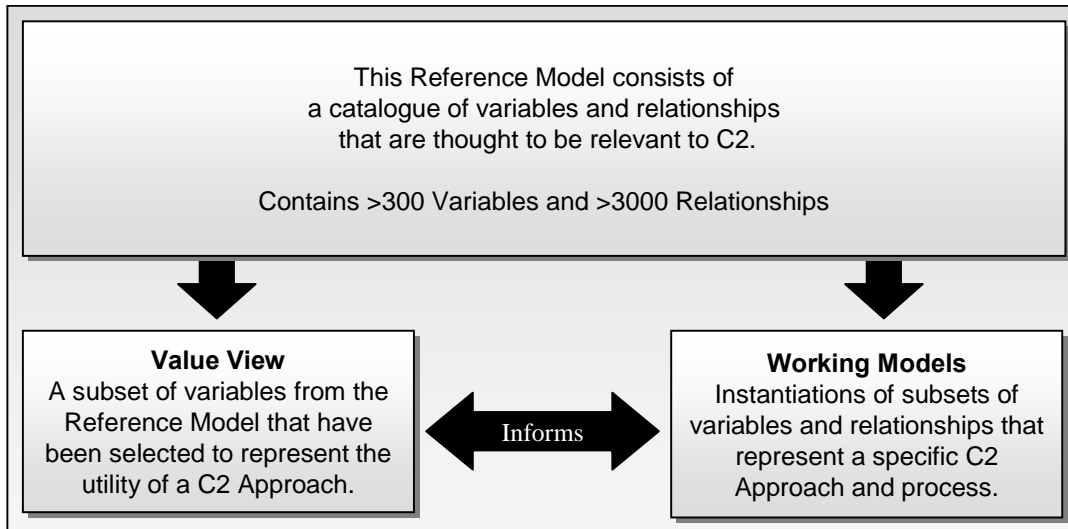 This Reference Model consists of
a catalogue of variables and relationships
that are thought to be relevant to C2.
Contains >300 Variables and >3000 Relationships
Value View
A subset of variables from the
Reference Model that have
been selected to represent the
utility of a C2 Approach.
Informs
Working Models
Instantiations of subsets of
variables and relationships that
represent a specific C2
Approach and process.